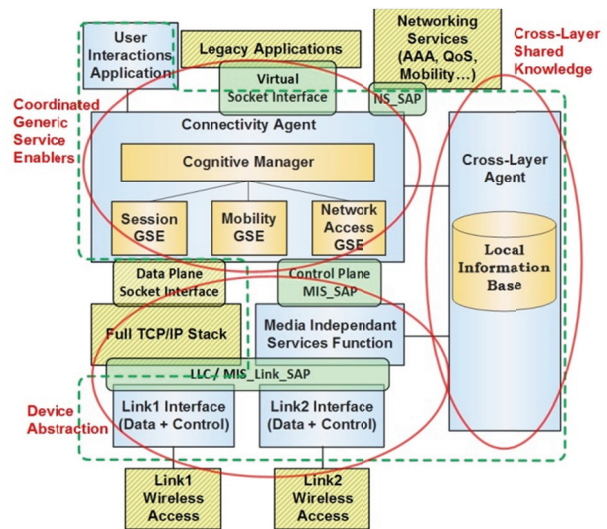 User
Interactions
Application
Legacy Applications
Networking
Services
(AAA, QoS,
Mobility...)
Cross-Layer
Shared
Knowledge
Virtual
Socket Interface
NS_SAP
Coordinated
Generic
Service
Enablers
Connectivity Agent
Cognitive Manager
Session
GSE
Mobility
GSE
Network
Access
GSE
Cross-Layer
Agent
Local
Information
Base
Data Plane
Socket Interface
Control Plane
MIS_SAP
Full TCP/IP Stack
Media Independant
Services Function
LLC/ MIS_Link_SAP
Device
Abstraction
Link1 Interface
(Data + Control)
Link2 Interface
(Data + Control)
Link1
Wireless
Access
Link2
Wireless
Access